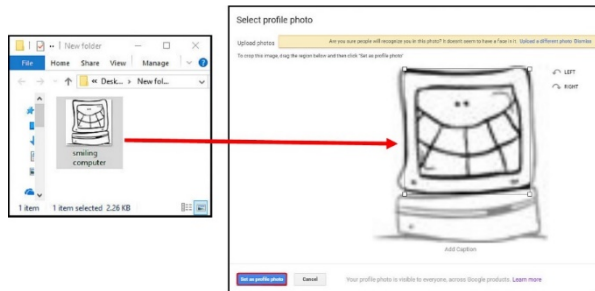 New folder
File Home Share View Manage
« Desk... › New fol...
smiling
computer
1 item 1 item selected 2.26 KB
Select profile photo
Upload photos
Are you sure people will recognize you in this photo? It doesn't seem to have a face in it. Upload a different photo Dismiss
To crop this image, drag the region below and then click "Set as profile photo"
LEFT
RIGHT
Add Caption
Set as profile photo Cancel Your profile photo is visible to everyone, across Google products. Learn more